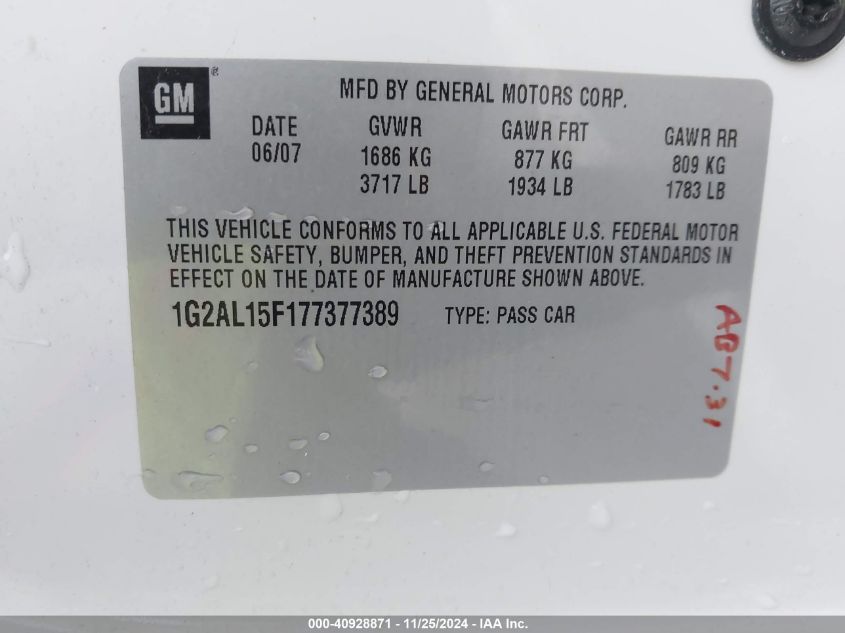 GM®
MFD BY GENERAL MOTORS CORP.
DATE GVWR GAWR FRT GAWR RR
06/07 1686 KG 877 KG 809 KG
3717 LB 1934 LB 1783 LB
THIS VEHICLE CONFORMS TO ALL APPLICABLE U.S. FEDERAL MOTOR
VEHICLE SAFETY, BUMPER, AND THEFT PREVENTION STANDARDS IN
EFFECT ON THE DATE OF MANUFACTURE SHOWN ABOVE.
1G2AL15F177377389 TYPE: PASS CAR
AB7.31
000-40928871 - 11/25/2024 - IAA Inc.